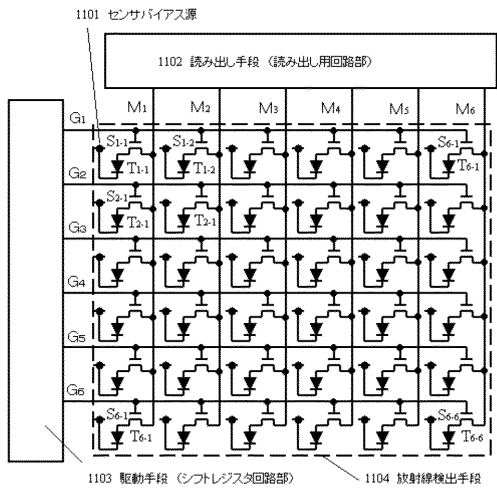 1101 センサバイアス源
1102 読み出し手段（読み出し用回路部）
M1 M2 M3 M4 M5 M6
G1
S1-1 S1-2 S6-1
G2 T1-1 T1-2 T6-1
S2-1
G3 T2-1 T2-1
G4
G5
G6
S6-1 S6-6
T6-1 T6-6
1103 駆動手段（シフトレジスタ回路部） 1104 放射線検出手段